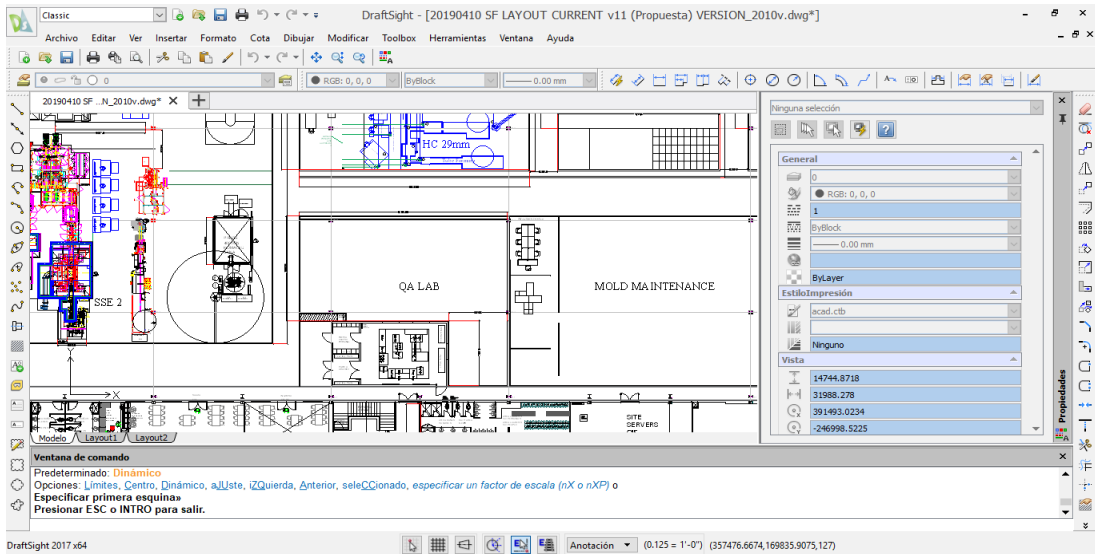 Classic
DraftSight - [20190410 SF LAYOUT CURRENT v11 (Propuesta) VERSION_2010v.dwg*]
Archivo Editar Ver Insertar Formato Cota Dibujar Modificar Toolbox Herramientas Ventana Ayuda
0 RGB: 0, 0, 0 ByBlock 0.00 mm
20190410 SF ...N_2010v.dwg*
HC 29mm
SSE 2
QA LAB
MOLD MAINTENANCE
Y
X
SITE
SERVERS
Modelo Layout1 Layout2
Ninguna selección
General
0
RGB: 0, 0, 0
1
ByBlock
0.00 mm
ByLayer
EstiloImpresión
acad.ctb
Ninguno
Vista
14744.8718
31988.278
391493.0234
-246998.5225
Propiedades
Ventana de comando
Predeterminado: Dinámico
Opciones: Límites, Centro, Dinámico, aJUste, iZQuierda, Anterior, seleCCionado, especificar un factor de escala (nX o nXP) o
Especificar primera esquina»
Presionar ESC o INTRO para salir.
DraftSight 2017 x64
Anotación (0.125 = 1'-0") (357476.6674,169835.9075,127)